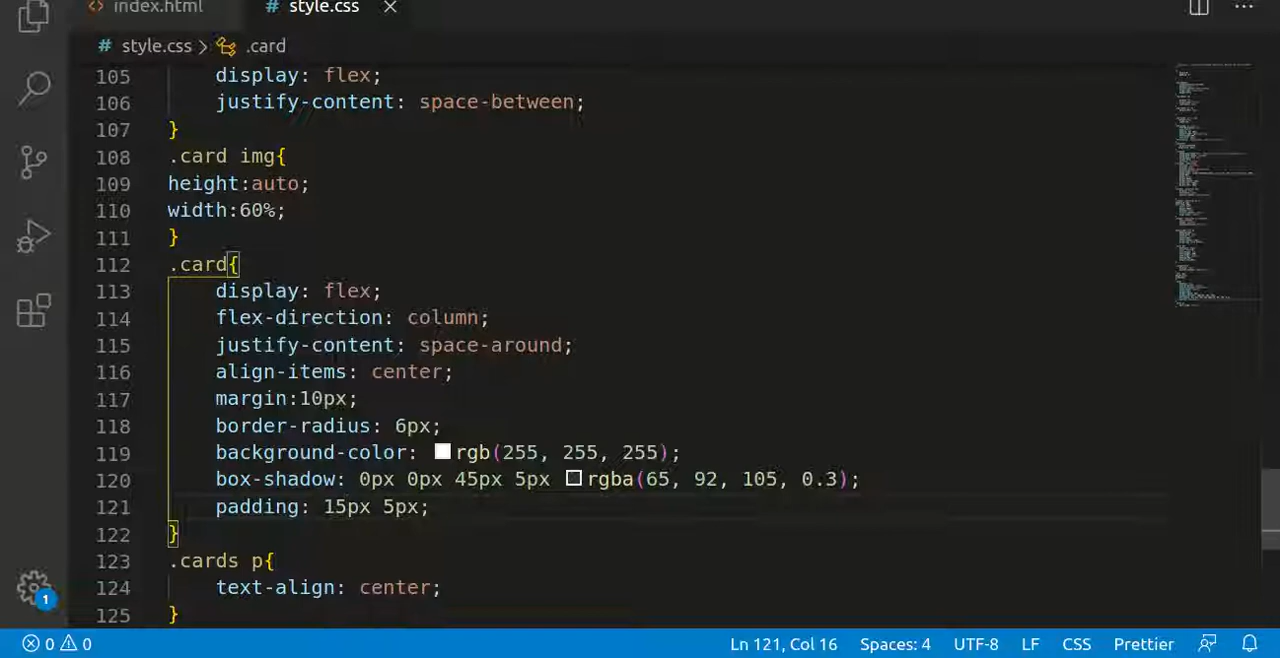 index.html # style.css
# style.css > .card
105 display: flex;
106 justify-content: space-between;
107 }
108 .card img{
109 height:auto;
110 width:60%;
111 }
112 .card{
113 display: flex;
114 flex-direction: column;
115 justify-content: space-around;
116 align-items: center;
117 margin:10px;
118 border-radius: 6px;
119 background-color: rgb(255, 255, 255);
120 box-shadow: 0px 0px 45px 5px rgba(65, 92, 105, 0.3);
121 padding: 15px 5px;
122 }
123 .cards p{
124 text-align: center;
125 }
1
0 0 Ln 121, Col 16 Spaces: 4 UTF-8 LF CSS Prettier